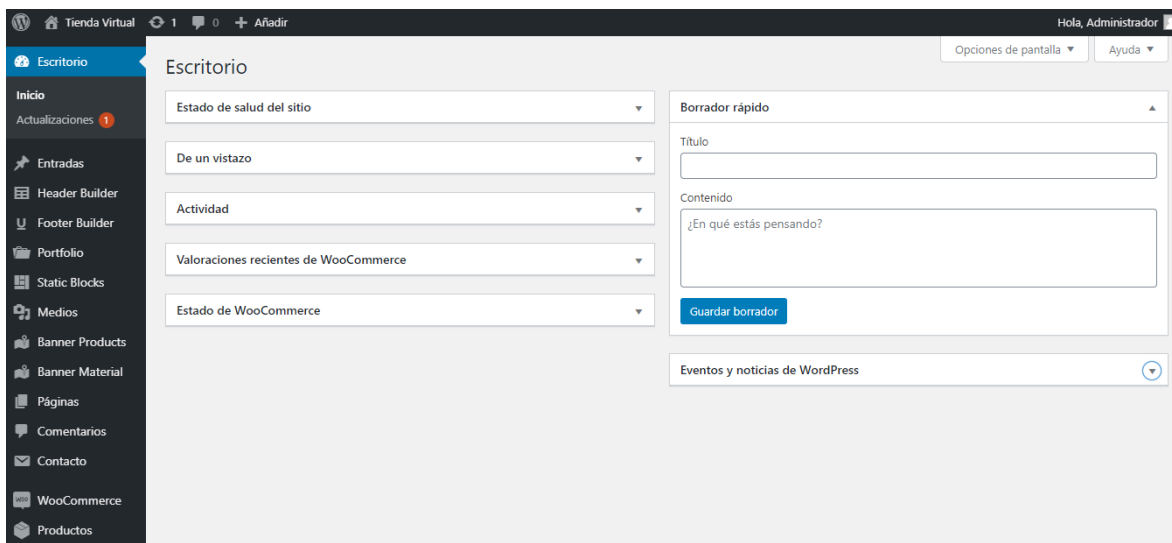 Tienda Virtual 1 0 + Añadir Hola, Administrador
Opciones de pantalla ▼ Ayuda ▼
Escritorio
Inicio
Actualizaciones 1
Entradas
Header Builder
Footer Builder
Portfolio
Static Blocks
Medios
Banner Products
Banner Material
Páginas
Comentarios
Contacto
WooCommerce
Productos
Escritorio
Estado de salud del sitio
De un vistazo
Actividad
Valoraciones recientes de WooCommerce
Estado de WooCommerce
Borrador rápido
Título
Contenido
¿En qué estás pensando?
Guardar borrador
Eventos y noticias de WordPress